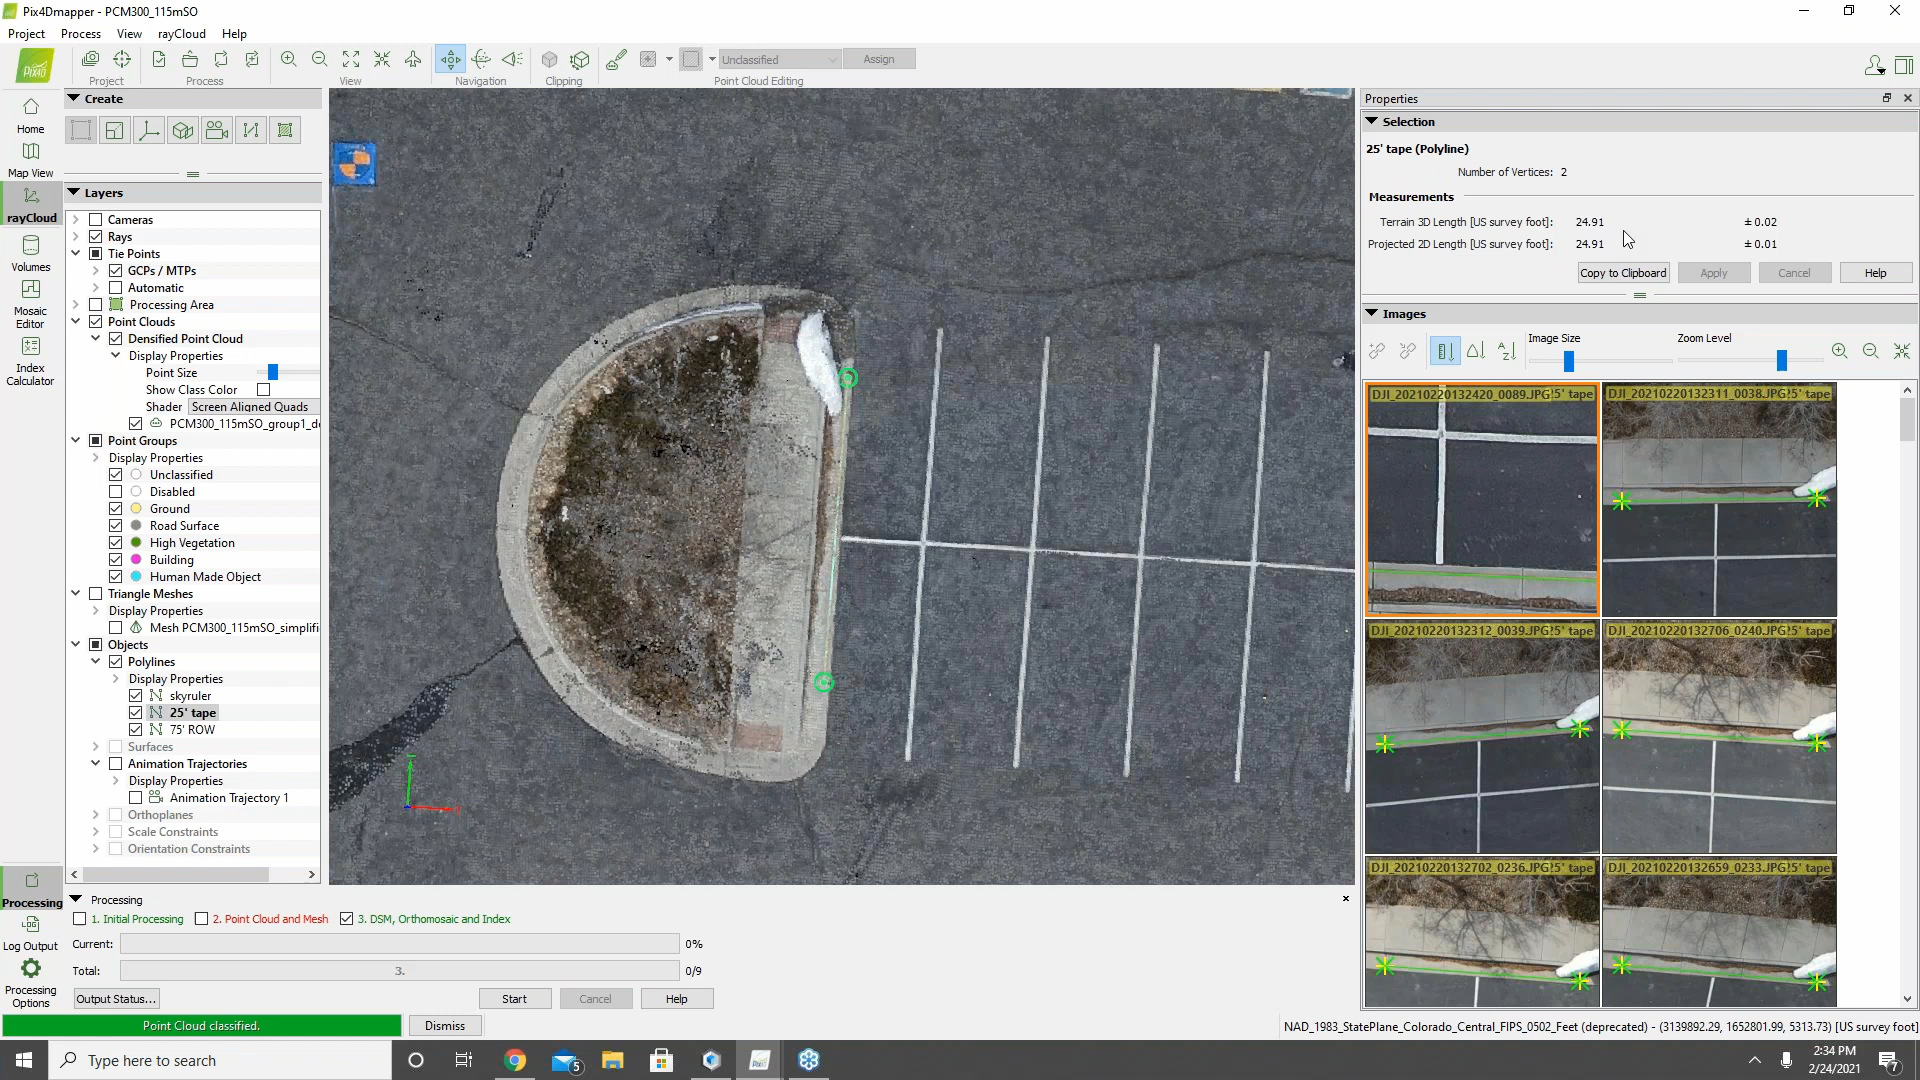 Pix4Dmapper - PCM300_115mSO
Project Process View rayCloud Help
PIX4D
Unclassified Assign
Project Process View Navigation Clipping Point Cloud Editing
Home
Map View
rayCloud
Volumes
Mosaic
Editor
Index
Calculator
Create
Layers
Cameras
Rays
Tie Points
GCPs / MTPs
Automatic
Processing Area
Point Clouds
Densified Point Cloud
Display Properties
Point Size
Show Class Color
Shader Screen Aligned Quads
PCM300_115mSO_group1_de
Point Groups
Display Properties
Unclassified
Disabled
Ground
Road Surface
High Vegetation
Building
Human Made Object
Triangle Meshes
Display Properties
Mesh PCM300_115mSO_simplifi
Objects
Polylines
Display Properties
skyruler
25' tape
75' ROW
Surfaces
Animation Trajectories
Display Properties
Animation Trajectory 1
Orthoplanes
Scale Constraints
Orientation Constraints
Properties
Selection
25' tape (Polyline)
Number of Vertices: 2
Measurements
Terrain 3D Length [US survey foot]: 24.91 ± 0.02
Projected 2D Length [US survey foot]: 24.91 ± 0.01
Copy to Clipboard Apply Cancel Help
Images
Image Size Zoom Level
DJI_20210220132420_0089.JPG 25' tape
DJI_20210220132311_0038.JPG 25' tape
DJI_20210220132312_0039.JPG 25' tape
DJI_20210220132706_0240.JPG 25' tape
DJI_20210220132702_0236.JPG 25' tape
DJI_20210220132659_0233.JPG 25' tape
Processing
Log Output
Processing
Options
Processing
1. Initial Processing 2. Point Cloud and Mesh 3. DSM, Orthomosaic and Index
Current: 0%
Total: 3. 0/9
Output Status... Start Cancel Help
Point Cloud classified. Dismiss
NAD_1983_StatePlane_Colorado_Central_FIPS_0502_Feet (deprecated) - (3139892.29, 1652801.99, 5313.73) [US survey foot]
Type here to search
5
2:34 PM
2/24/2021
7